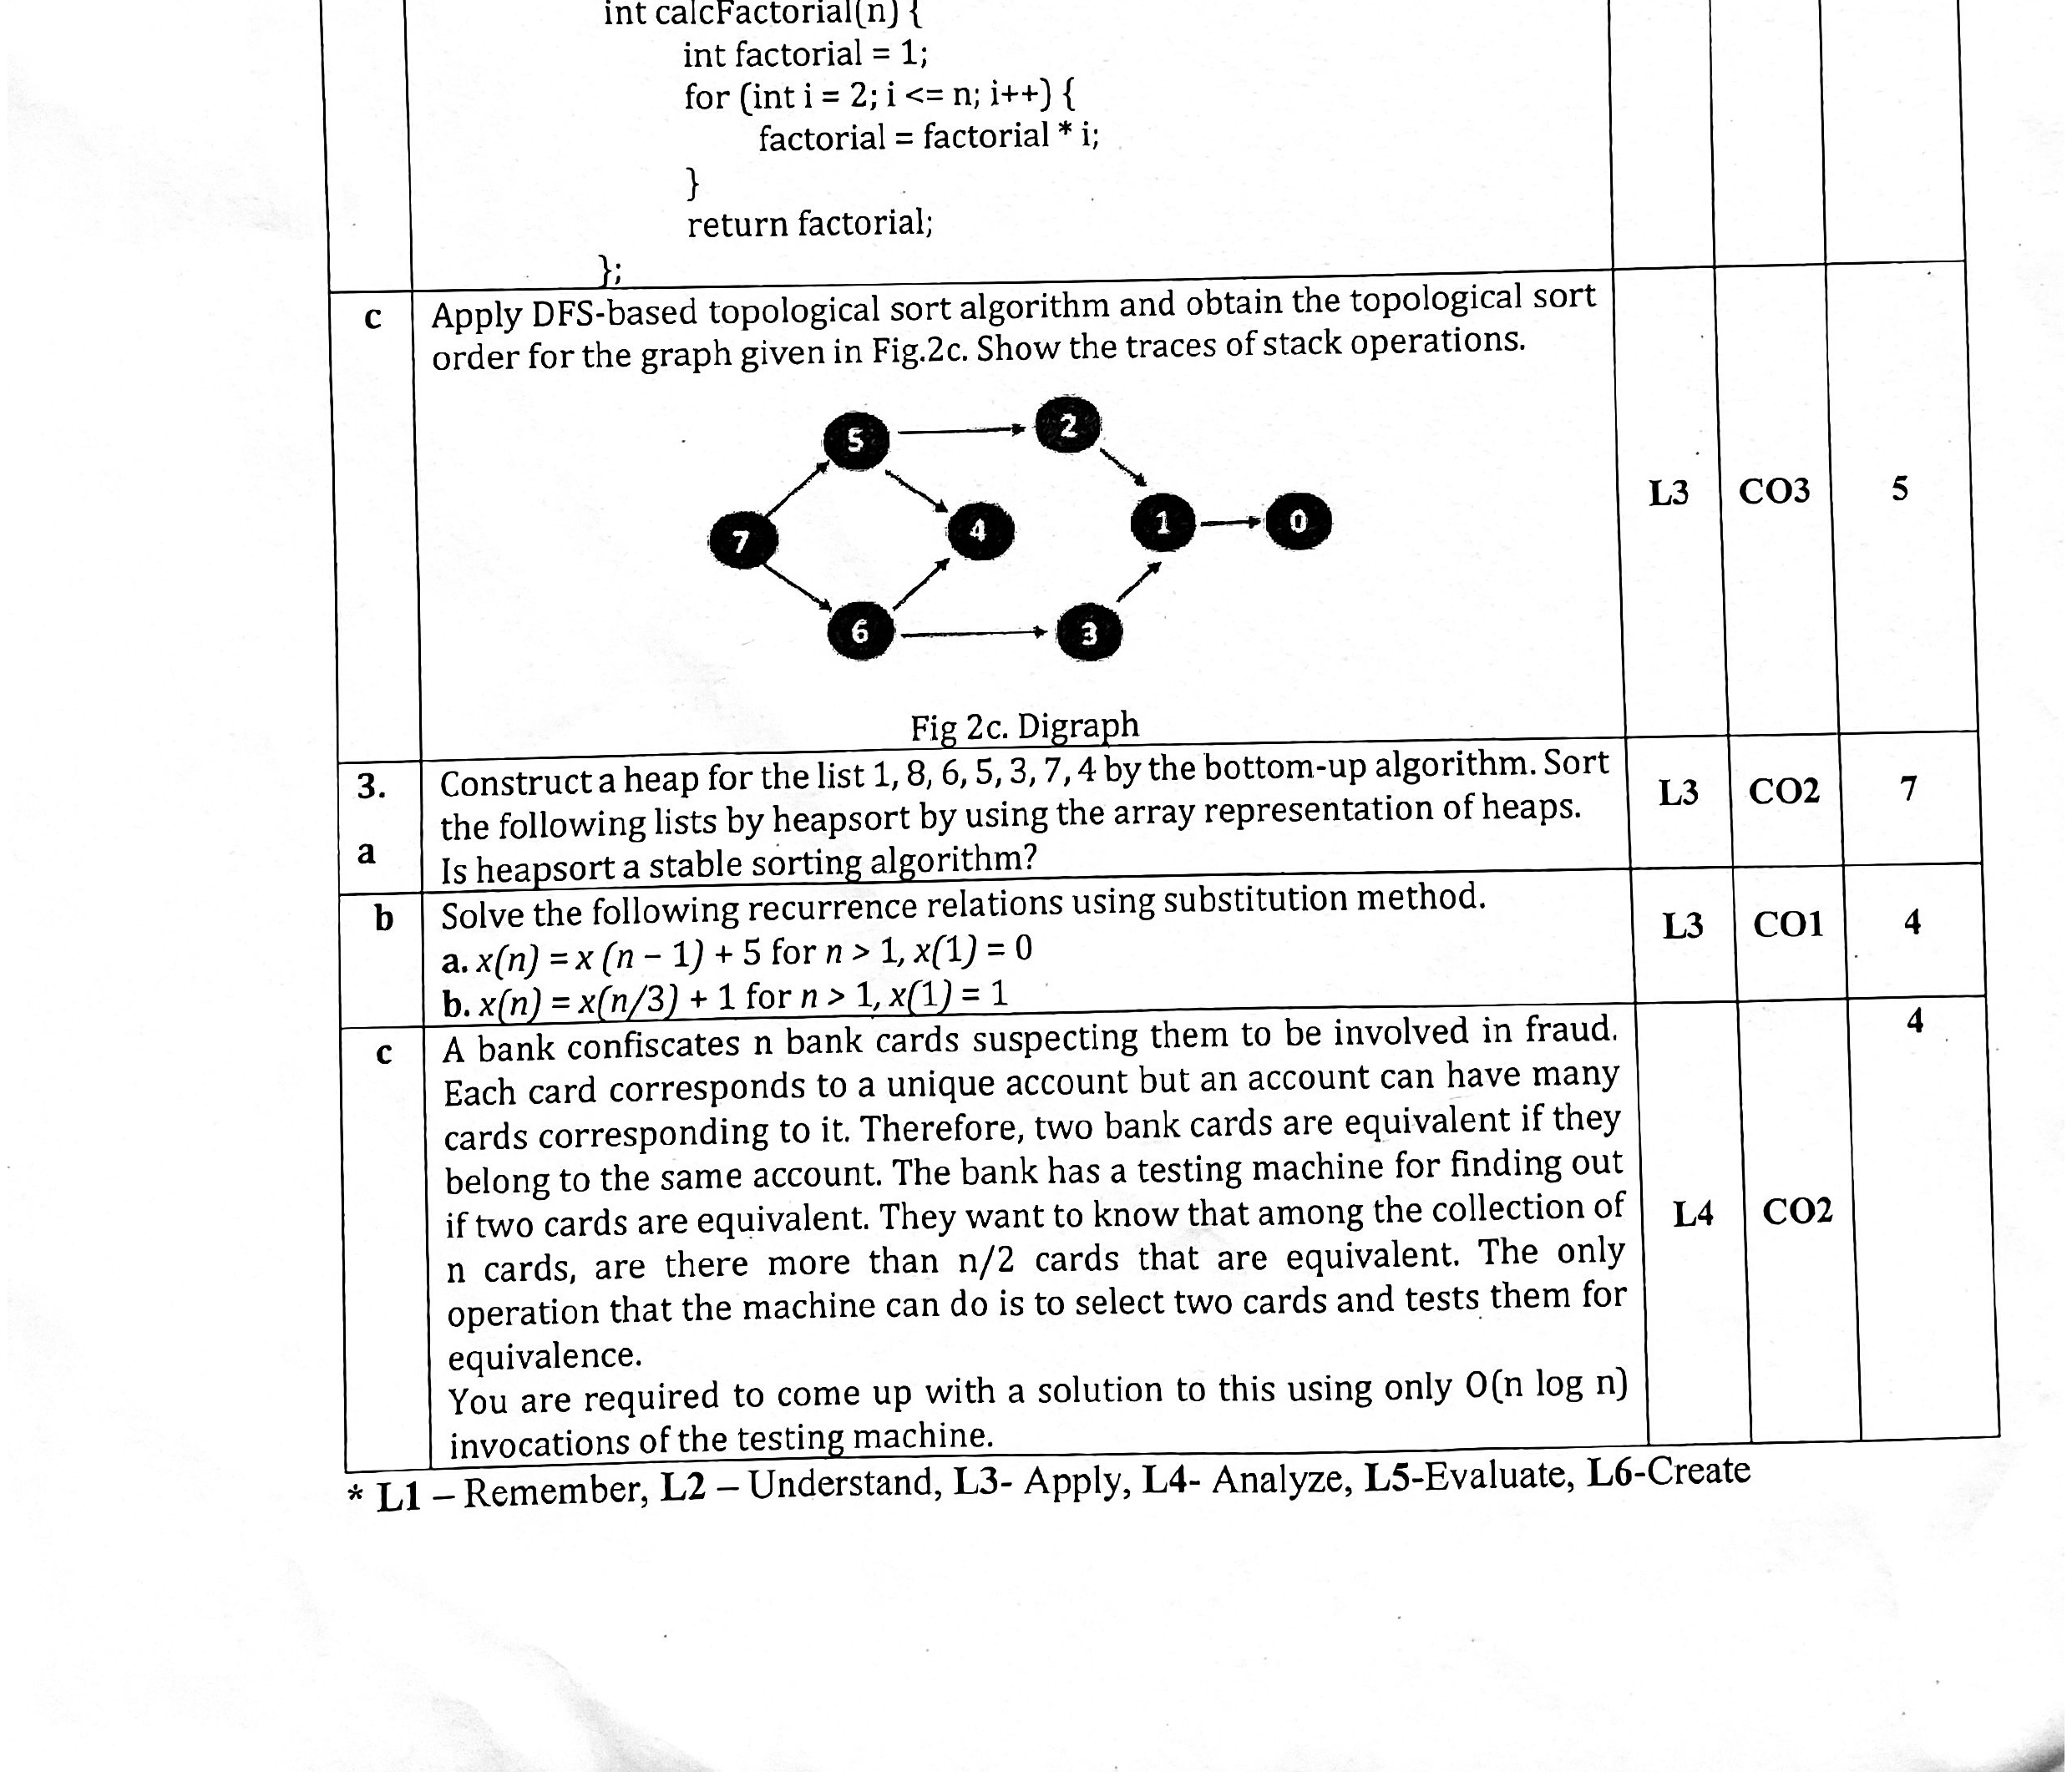 int calcFactorial(n) {
int factorial = 1;
for (int i = 2; i <= n; i++) {
factorial = factorial * i;
}
return factorial;
};
c Apply DFS-based topological sort algorithm and obtain the topological sort
order for the graph given in Fig.2c. Show the traces of stack operations.
5 2
7 4 1 0
6 3
L3 CO3 5
Fig 2c. Digraph
3. Construct a heap for the list 1, 8, 6, 5, 3, 7, 4 by the bottom-up algorithm. Sort L3 CO2 7
the following lists by heapsort by using the array representation of heaps.
a Is heapsort a stable sorting algorithm?
b Solve the following recurrence relations using substitution method. L3 CO1 4
a. x(n) = x (n − 1) + 5 for n > 1, x(1) = 0
b. x(n) = x(n/3) + 1 for n > 1, x(1) = 1
c A bank confiscates n bank cards suspecting them to be involved in fraud. 4
Each card corresponds to a unique account but an account can have many
cards corresponding to it. Therefore, two bank cards are equivalent if they
belong to the same account. The bank has a testing machine for finding out
if two cards are equivalent. They want to know that among the collection of L4 CO2
n cards, are there more than n/2 cards that are equivalent. The only
operation that the machine can do is to select two cards and tests them for
equivalence.
You are required to come up with a solution to this using only O(n log n)
invocations of the testing machine.
* L1 – Remember, L2 – Understand, L3- Apply, L4- Analyze, L5-Evaluate, L6-Create